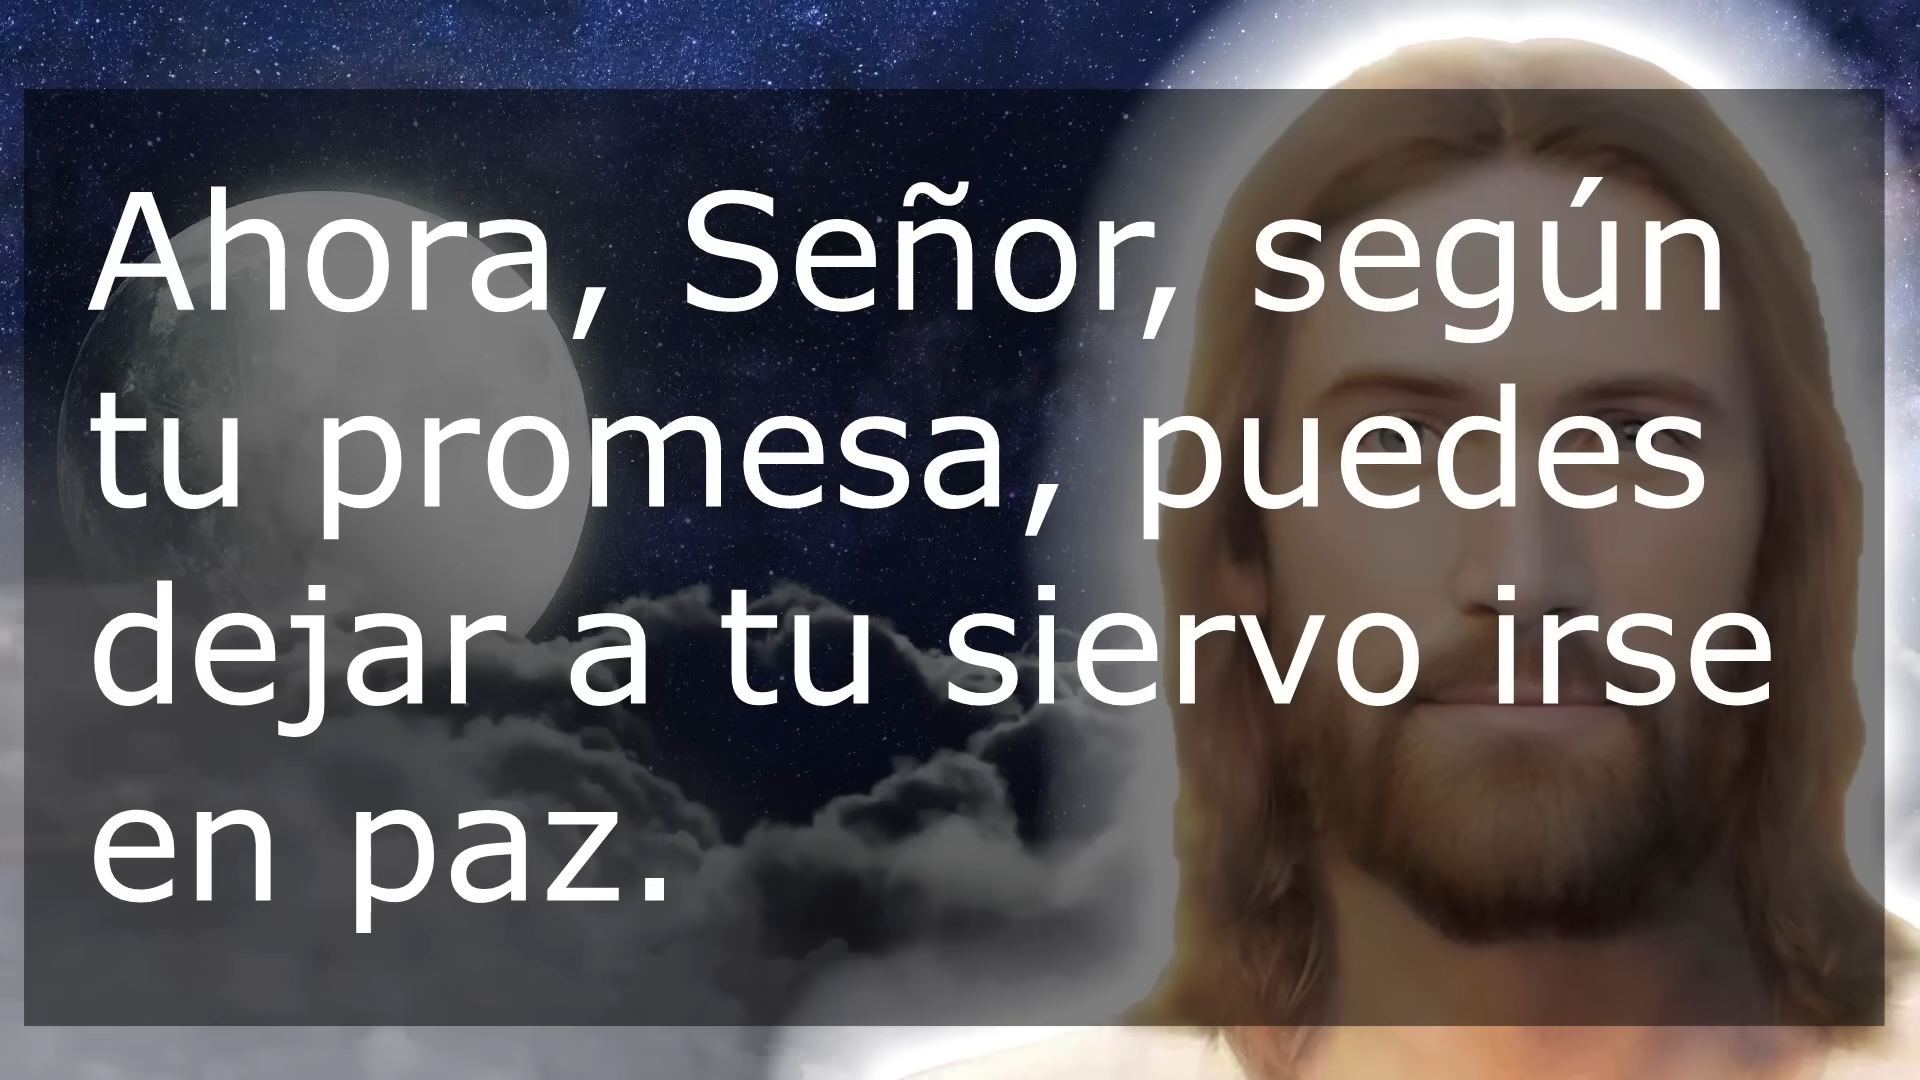 Ahora, Señor, según
tu promesa, puedes
dejar a tu siervo irse
en paz.